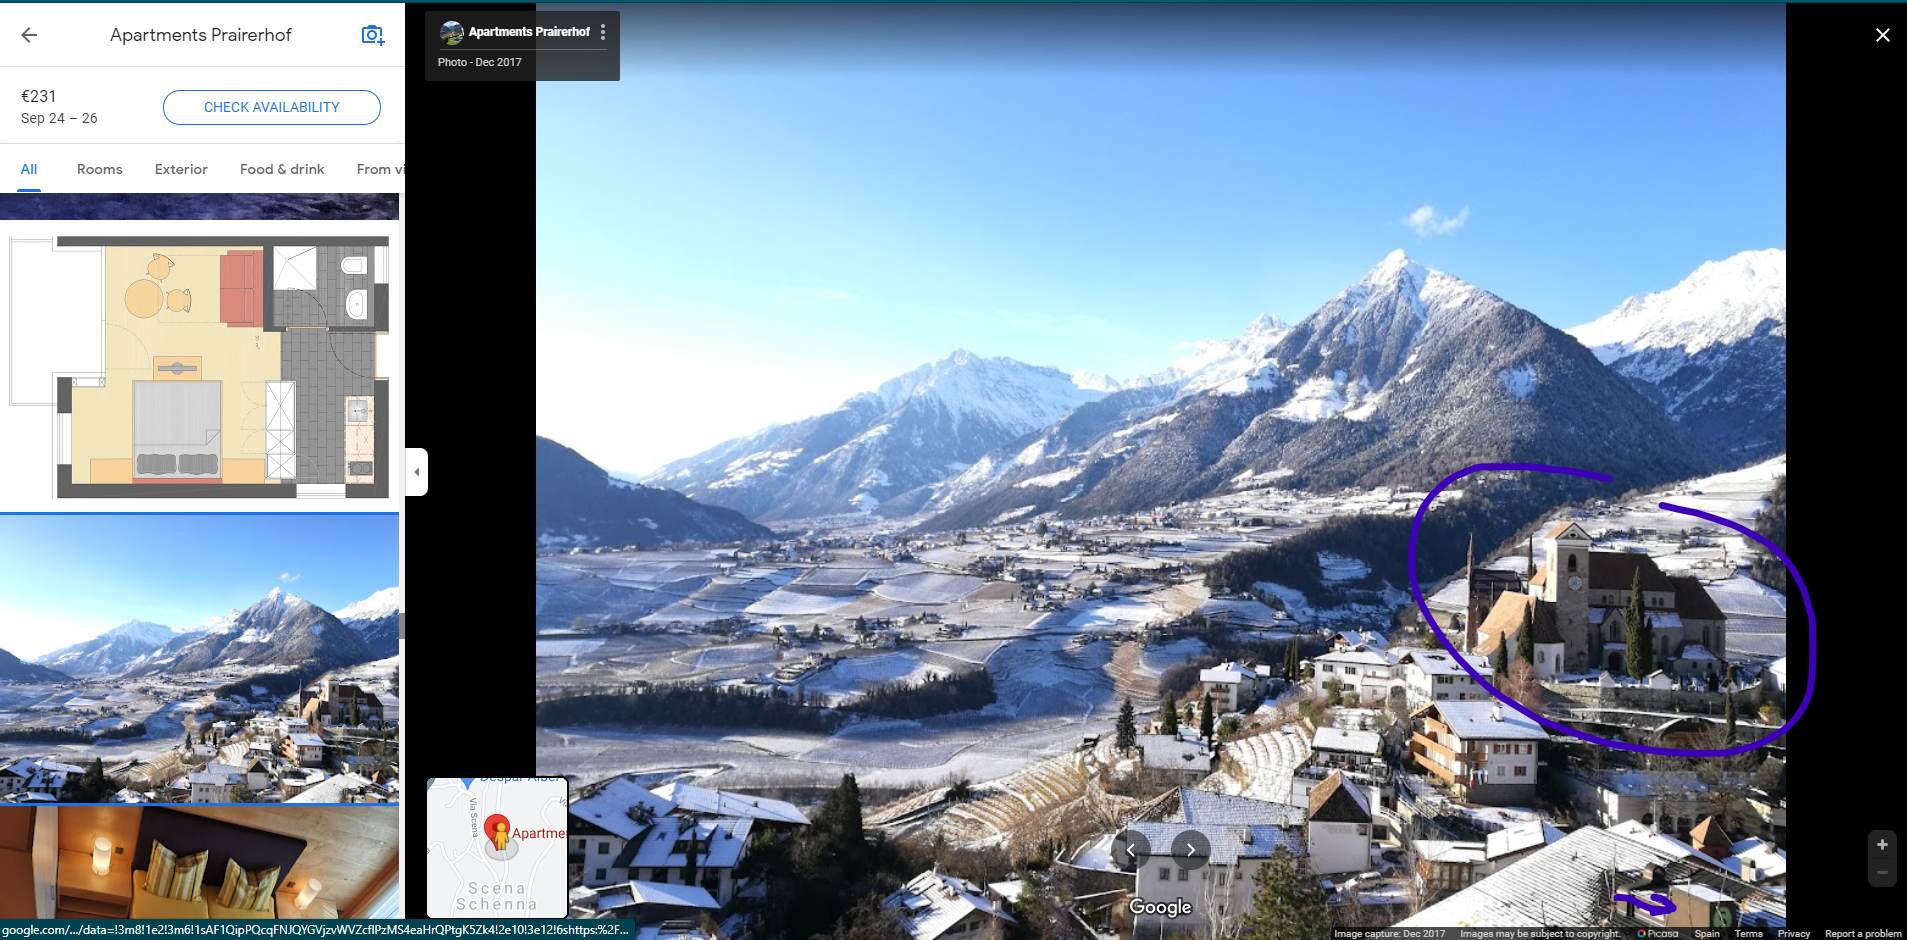 Apartments Prairerhof
€231
Sep 24 – 26
CHECK AVAILABILITY
All Rooms Exterior Food & drink From vi
Apartments Prairerhof
Photo - Dec 2017
Despar Alber
Via Scena
Apartme
Scena
Schenna
Google
google.com/.../data=!3m8!1e2!3m6!1sAF1QipPQcqFNJQYGVjzvWVZcflPzMS4eaHrQPtgK5Zk4!2e10!3e12!6shttps:%2F...
Image capture: Dec 2017 Images may be subject to copyright. Picasa Spain Terms Privacy Report a problem